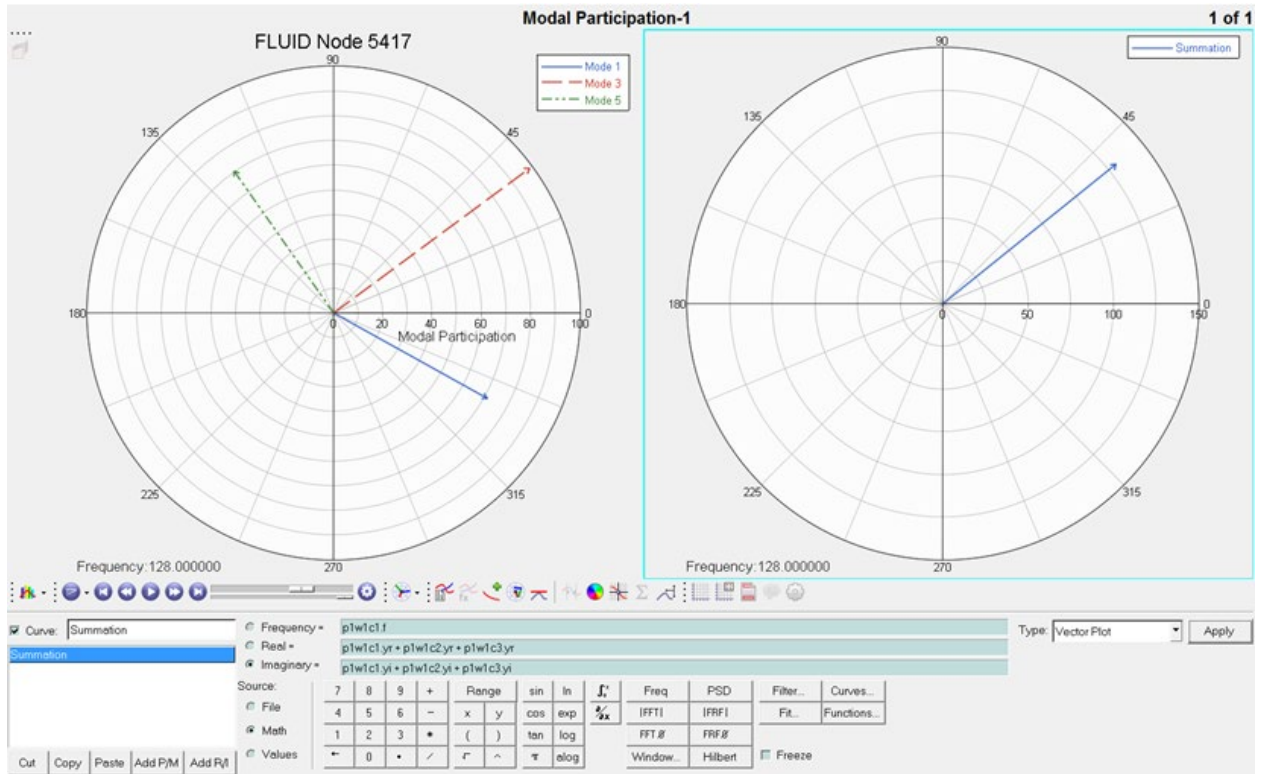 Modal Participation-1
1 of 1
FLUID Node 5417
90
Mode 1
Mode 3
Mode 5
135
45
180
0
0
20
40
60
80
100
Modal Participation
225
315
270
Frequency:128.000000
90
Summation
135
45
180
0
0
50
100
150
225
315
270
Frequency:128.000000
Curve: Summation
Summation
Frequency = p1w1c1.f
Real = p1w1c1.yr + p1w1c2.yr + p1w1c3.yr
Imaginary = p1w1c1.yi + p1w1c2.yi + p1w1c3.yi
Type: Vector Plot
Apply
Source:
File
Math
Values
7 8 9 + Range sin ln Freq PSD Filter... Curves...
4 5 6 - x y cos exp |FFT| |FRF| Fit... Functions...
1 2 3 * ( ) tan log FFT Ø FRF Ø
0 . / ^ π alog Window... Hilbert Freeze
Cut Copy Paste Add P/M Add R/I